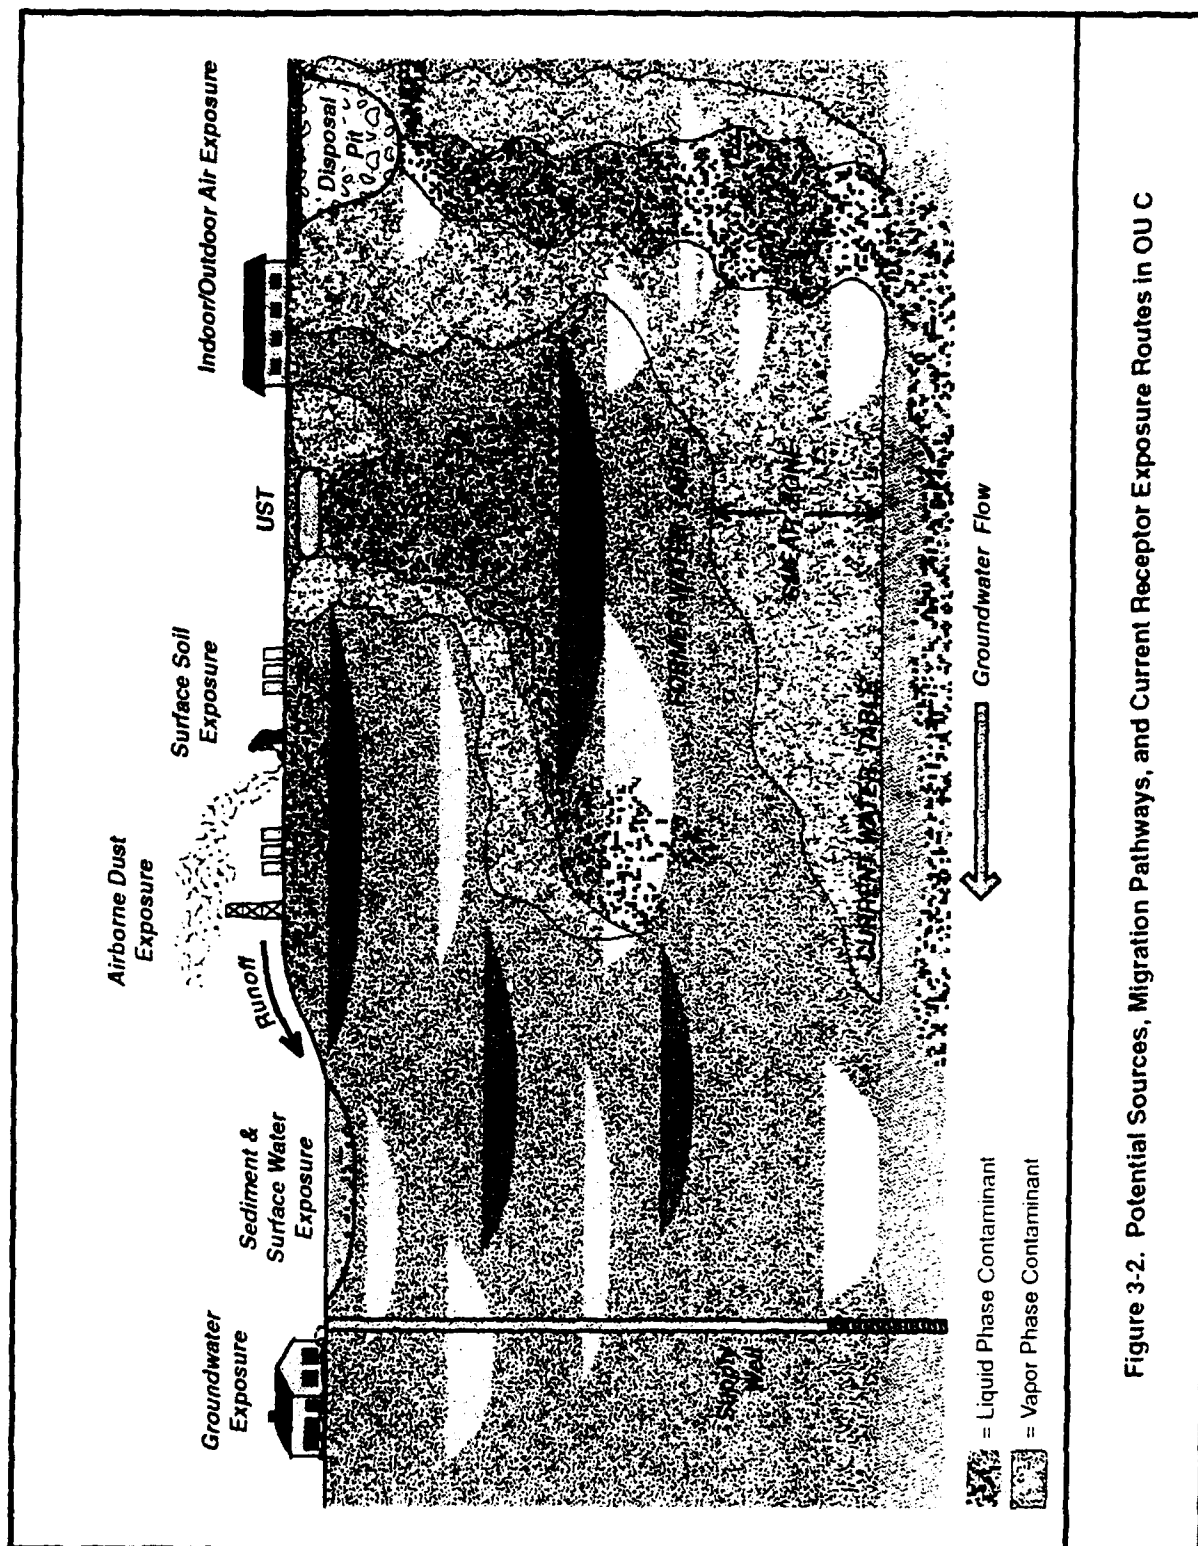 Groundwater
Exposure
Sediment &
Surface Water
Exposure
Runoff
Airborne Dust
Exposure
Surface Soil
Exposure
UST
Indoor/Outdoor Air Exposure
Disposal
Pit
FORMER WATER TABLE
SMEAR ZONE
CURRENT WATER TABLE
Supply
Well
Groundwater Flow
= Liquid Phase Contaminant
= Vapor Phase Contaminant
Figure 3-2. Potential Sources, Migration Pathways, and Current Receptor Exposure Routes in OU C